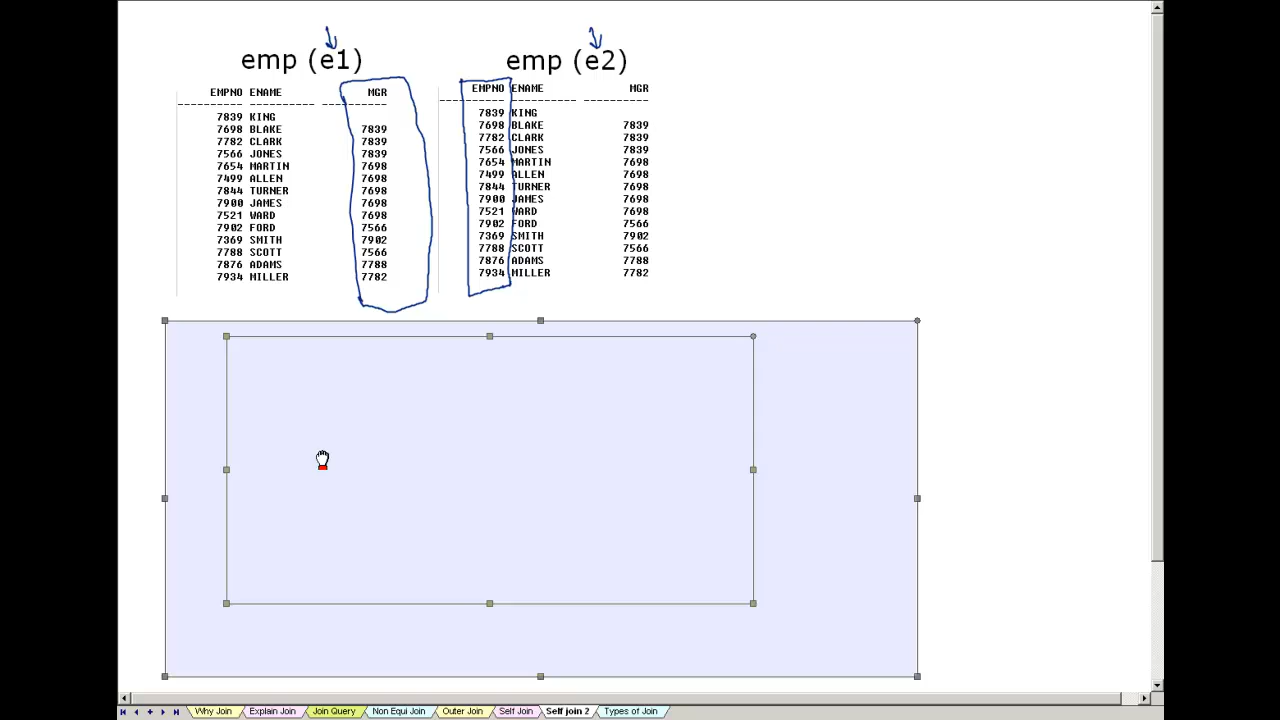 emp (e1)
EMPNO ENAME MGR
7839 KING
7698 BLAKE 7839
7782 CLARK 7839
7566 JONES 7839
7654 MARTIN 7698
7499 ALLEN 7698
7844 TURNER 7698
7900 JAMES 7698
7521 WARD 7698
7902 FORD 7566
7369 SMITH 7902
7788 SCOTT 7566
7876 ADAMS 7788
7934 MILLER 7782
emp (e2)
EMPNO ENAME MGR
7839 KING
7698 BLAKE 7839
7782 CLARK 7839
7566 JONES 7839
7654 MARTIN 7698
7499 ALLEN 7698
7844 TURNER 7698
7900 JAMES 7698
7521 WARD 7698
7902 FORD 7566
7369 SMITH 7902
7788 SCOTT 7566
7876 ADAMS 7788
7934 MILLER 7782
Why Join Explain Join Join Query Non Equi Join Outer Join Self Join Self join 2 Types of Join